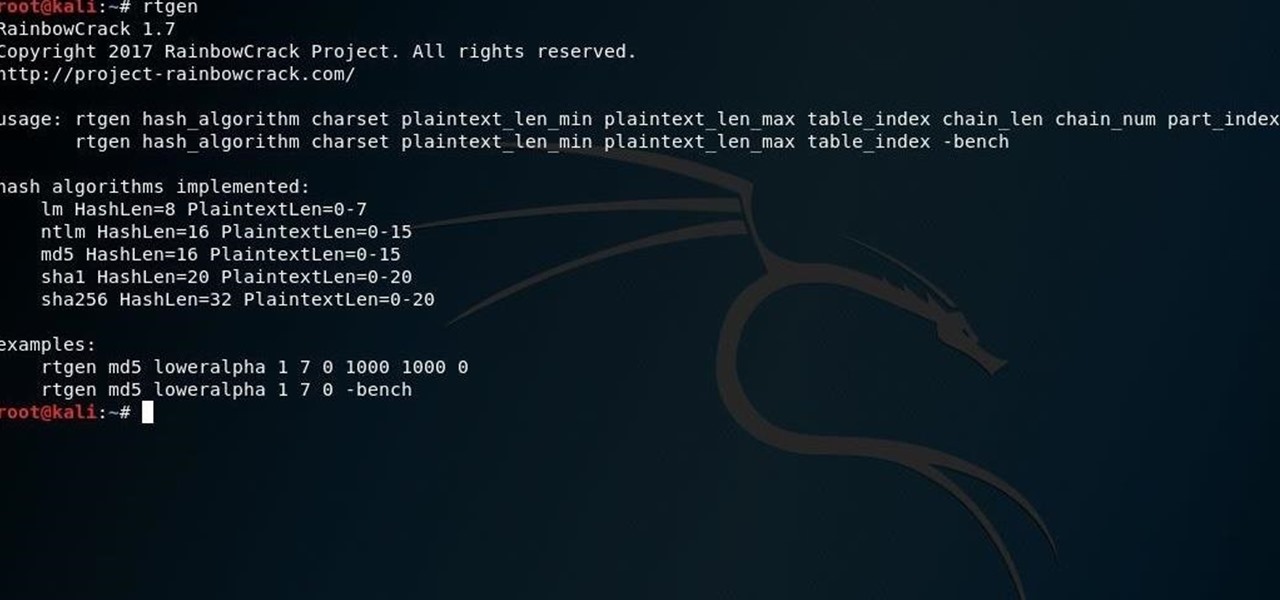 root@kali:~# rtgen
RainbowCrack 1.7
Copyright 2017 RainbowCrack Project. All rights reserved.
http://project-rainbowcrack.com/
usage: rtgen hash_algorithm charset plaintext_len_min plaintext_len_max table_index chain_len chain_num part_index
rtgen hash_algorithm charset plaintext_len_min plaintext_len_max table_index -bench
hash algorithms implemented:
lm HashLen=8 PlaintextLen=0-7
ntlm HashLen=16 PlaintextLen=0-15
md5 HashLen=16 PlaintextLen=0-15
sha1 HashLen=20 PlaintextLen=0-20
sha256 HashLen=32 PlaintextLen=0-20
examples:
rtgen md5 loweralpha 1 7 0 1000 1000 0
rtgen md5 loweralpha 1 7 0 -bench
root@kali:~#